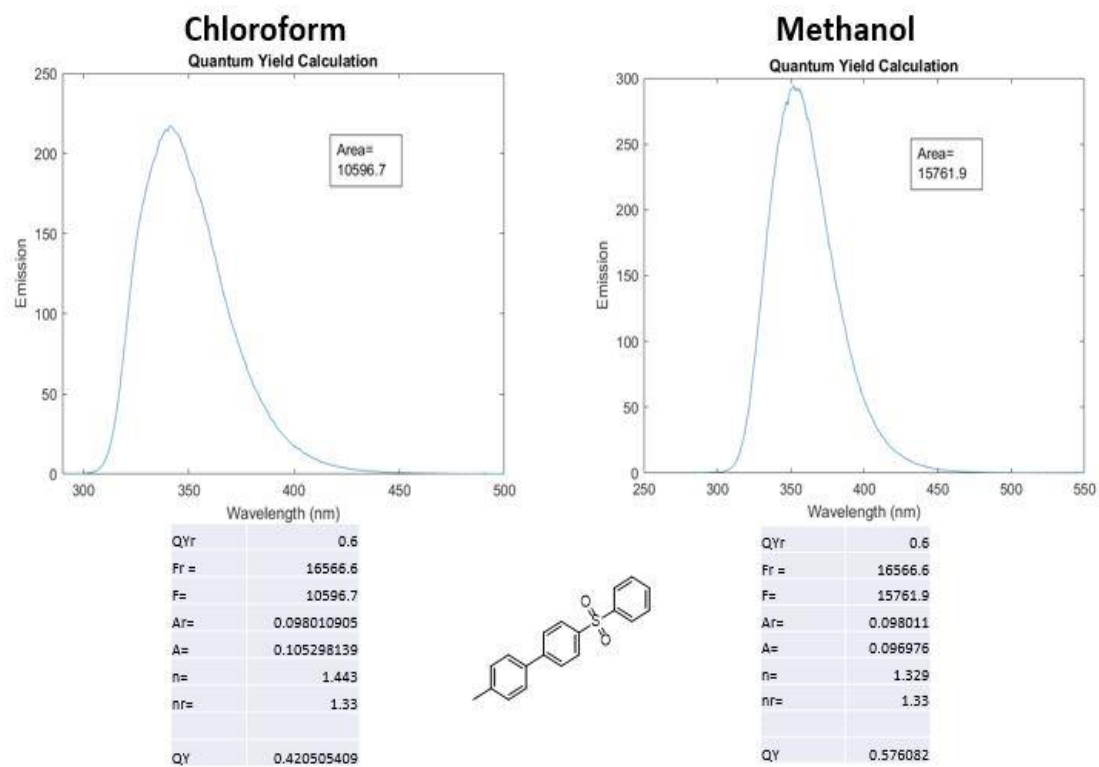 Chloroform
Quantum Yield Calculation
250
200
150
100
50
0
Emission
Area=
10596.7
300
350
400
450
500
Wavelength (nm)
QYr 0.6
Fr = 16566.6
F= 10596.7
Ar= 0.098010905
A= 0.105298139
n= 1.443
nr= 1.33
QY 0.420505409
Methanol
Quantum Yield Calculation
300
250
200
150
100
50
0
Emission
Area=
15761.9
250
300
350
400
450
500
550
Wavelength (nm)
QYr 0.6
Fr = 16566.6
F= 15761.9
Ar= 0.098011
A= 0.096976
n= 1.329
nr= 1.33
QY 0.576082
O
S
O